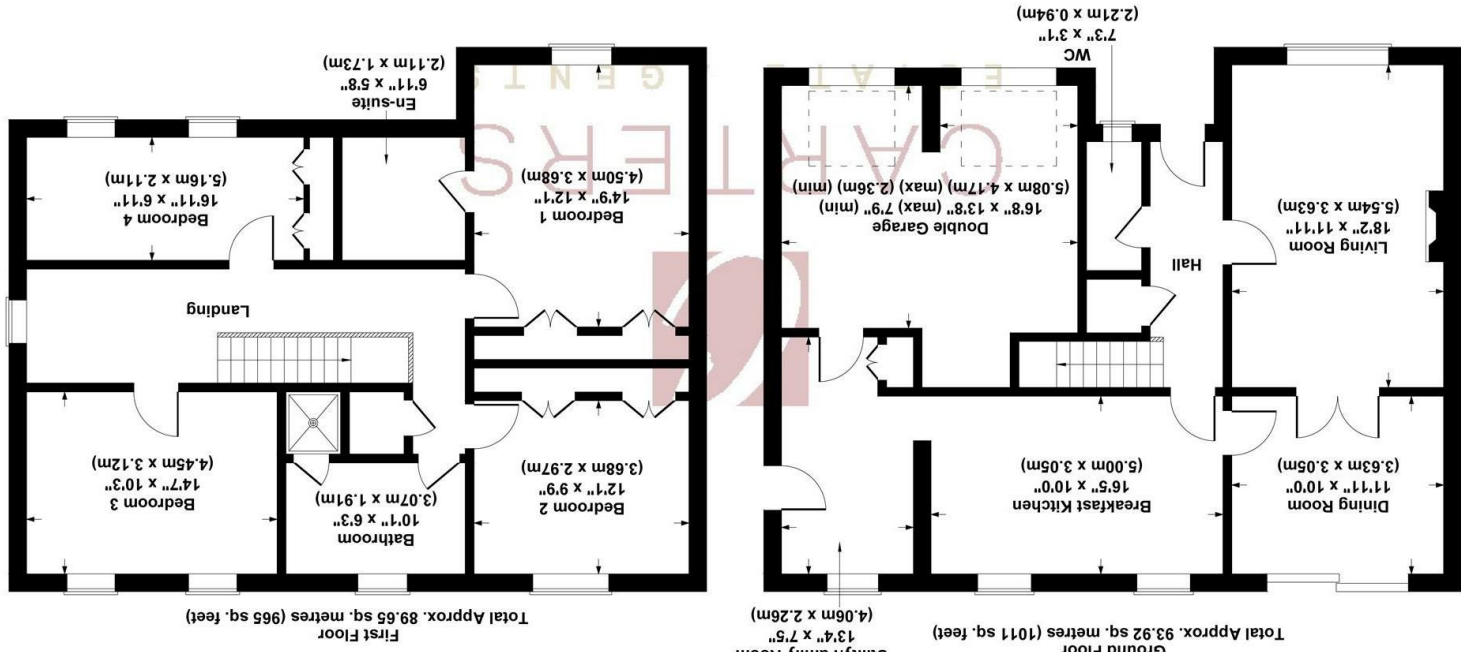 Ground Floor
Total Approx. 93.92 sq. metres (1011 sq. feet)
Room
13'4" x 7'5"
(4.06m x 2.26m)
Dining Room
11'11" x 10'0"
(3.63m x 3.05m)
Breakfast Kitchen
16'5" x 10'0"
(5.00m x 3.05m)
Living Room
18'2" x 11'11"
(5.54m x 3.63m)
Hall
Double Garage
16'8" x 13'8" (max) 7'9" (min)
(5.08m x 4.17m) (max) (2.36m) (min)
WC
7'3" x 3'1"
(2.21m x 0.94m)
First Floor
Total Approx. 89.65 sq. metres (965 sq. feet)
Bedroom 2
12'1" x 9'9"
(3.68m x 2.97m)
Bathroom
10'1" x 6'3"
(3.07m x 1.91m)
Bedroom 3
14'7" x 10'3"
(4.45m x 3.12m)
Landing
Bedroom 1
14'9" x 12'1"
(4.50m x 3.68m)
Bedroom 4
16'11" x 6'11"
(5.16m x 2.11m)
En-suite
6'11" x 5'8"
(2.11m x 1.73m)
CARTERS
ESTATE AGENTS